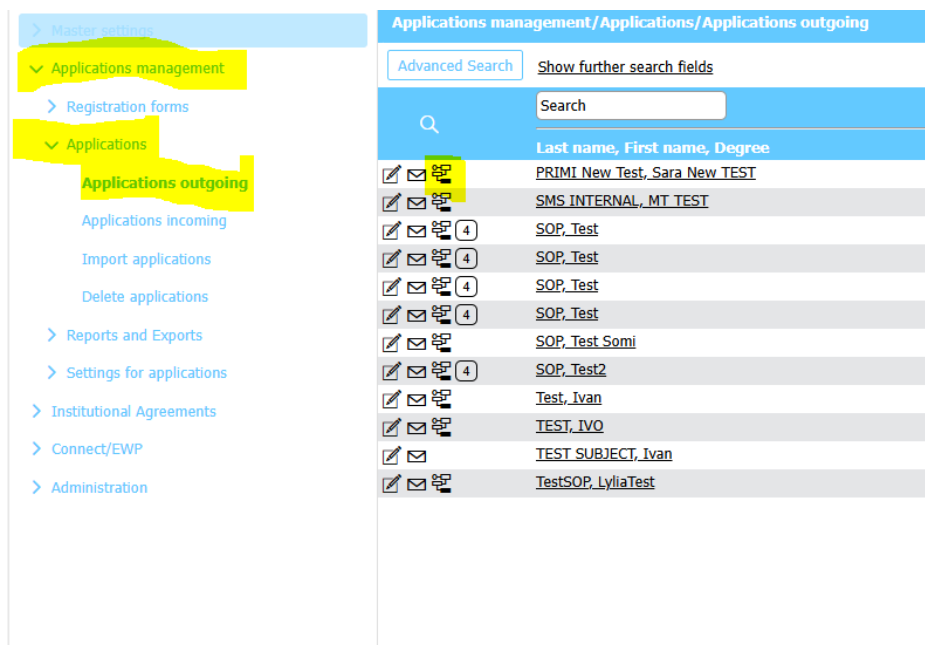 Master settings
Applications management
Registration forms
Applications
Applications outgoing
Applications incoming
Import applications
Delete applications
Reports and Exports
Settings for applications
Institutional Agreements
Connect/EWP
Administration
Applications management/Applications/Applications outgoing
Advanced Search Show further search fields
Search
Last name, First name, Degree
PRIMI New Test, Sara New TEST
SMS INTERNAL, MT TEST
4 SOP, Test
4 SOP, Test
4 SOP, Test
4 SOP, Test
SOP, Test Somi
4 SOP, Test2
Test, Ivan
TEST, IVO
TEST SUBJECT, Ivan
TestSOP, LyliaTest